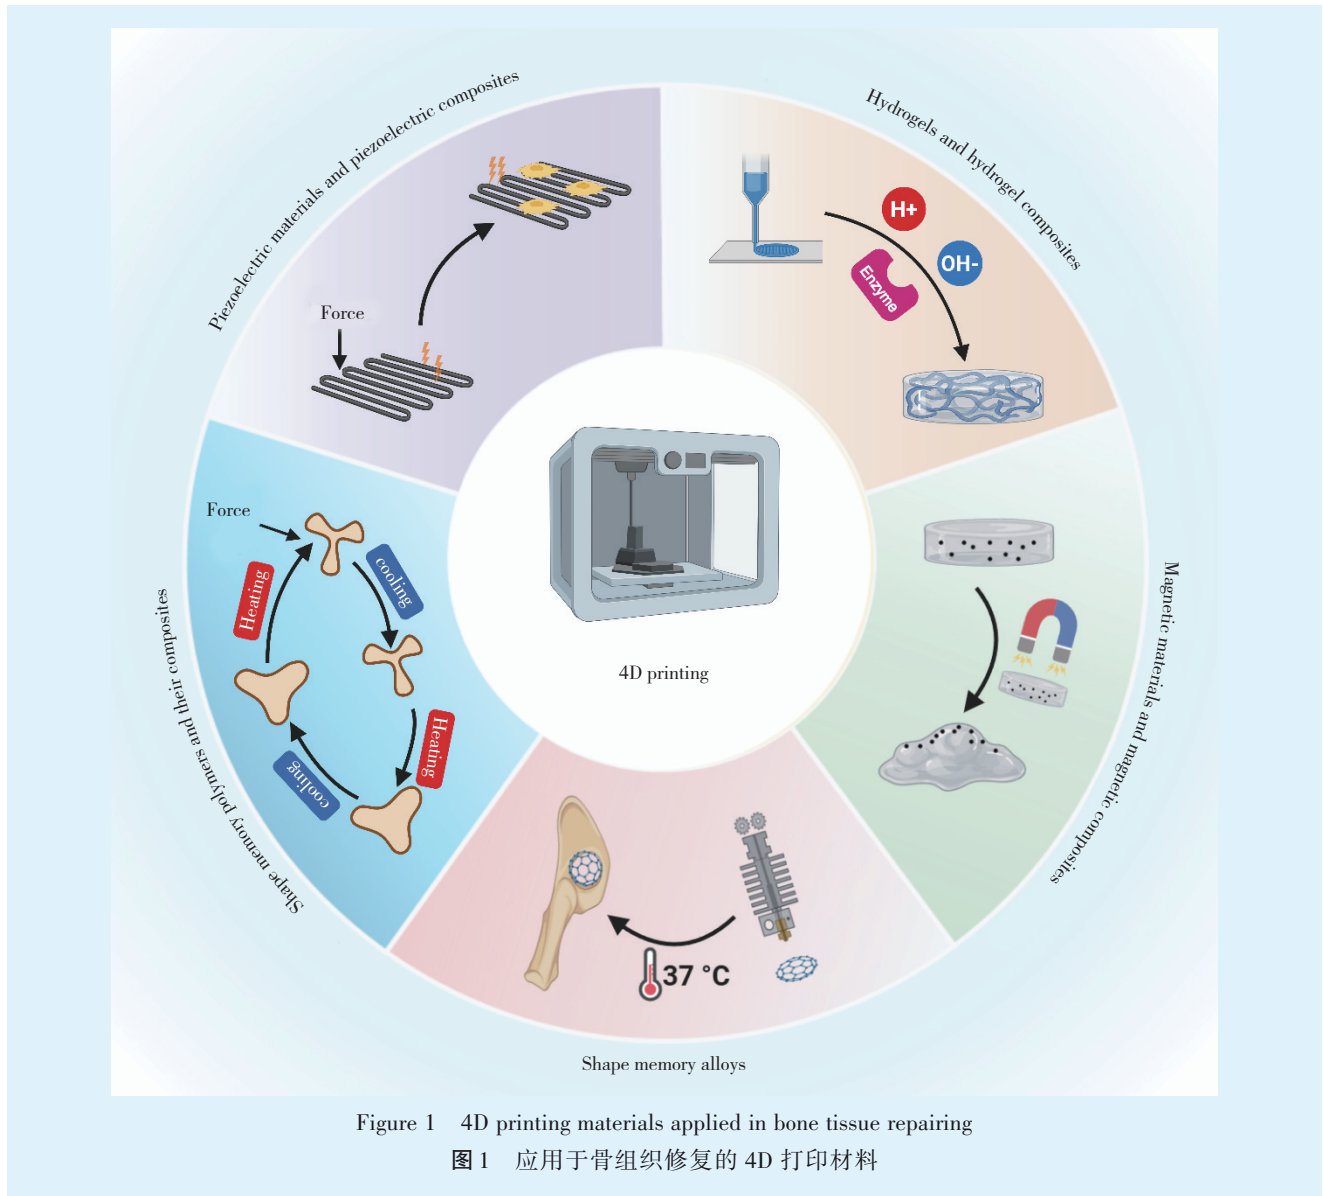 Piezoelectric materials and piezoelectric composites
Force
Hydrogels and hydrogel composites
H+
OH-
Enzyme
Magnetic materials and magnetic composites
Shape memory alloys
37 °C
Shape memory polymers and their composites
Force
Heating
cooling
Heating
cooling
4D printing
Figure 1 4D printing materials applied in bone tissue repairing
图 1 应用于骨组织修复的 4D 打印材料